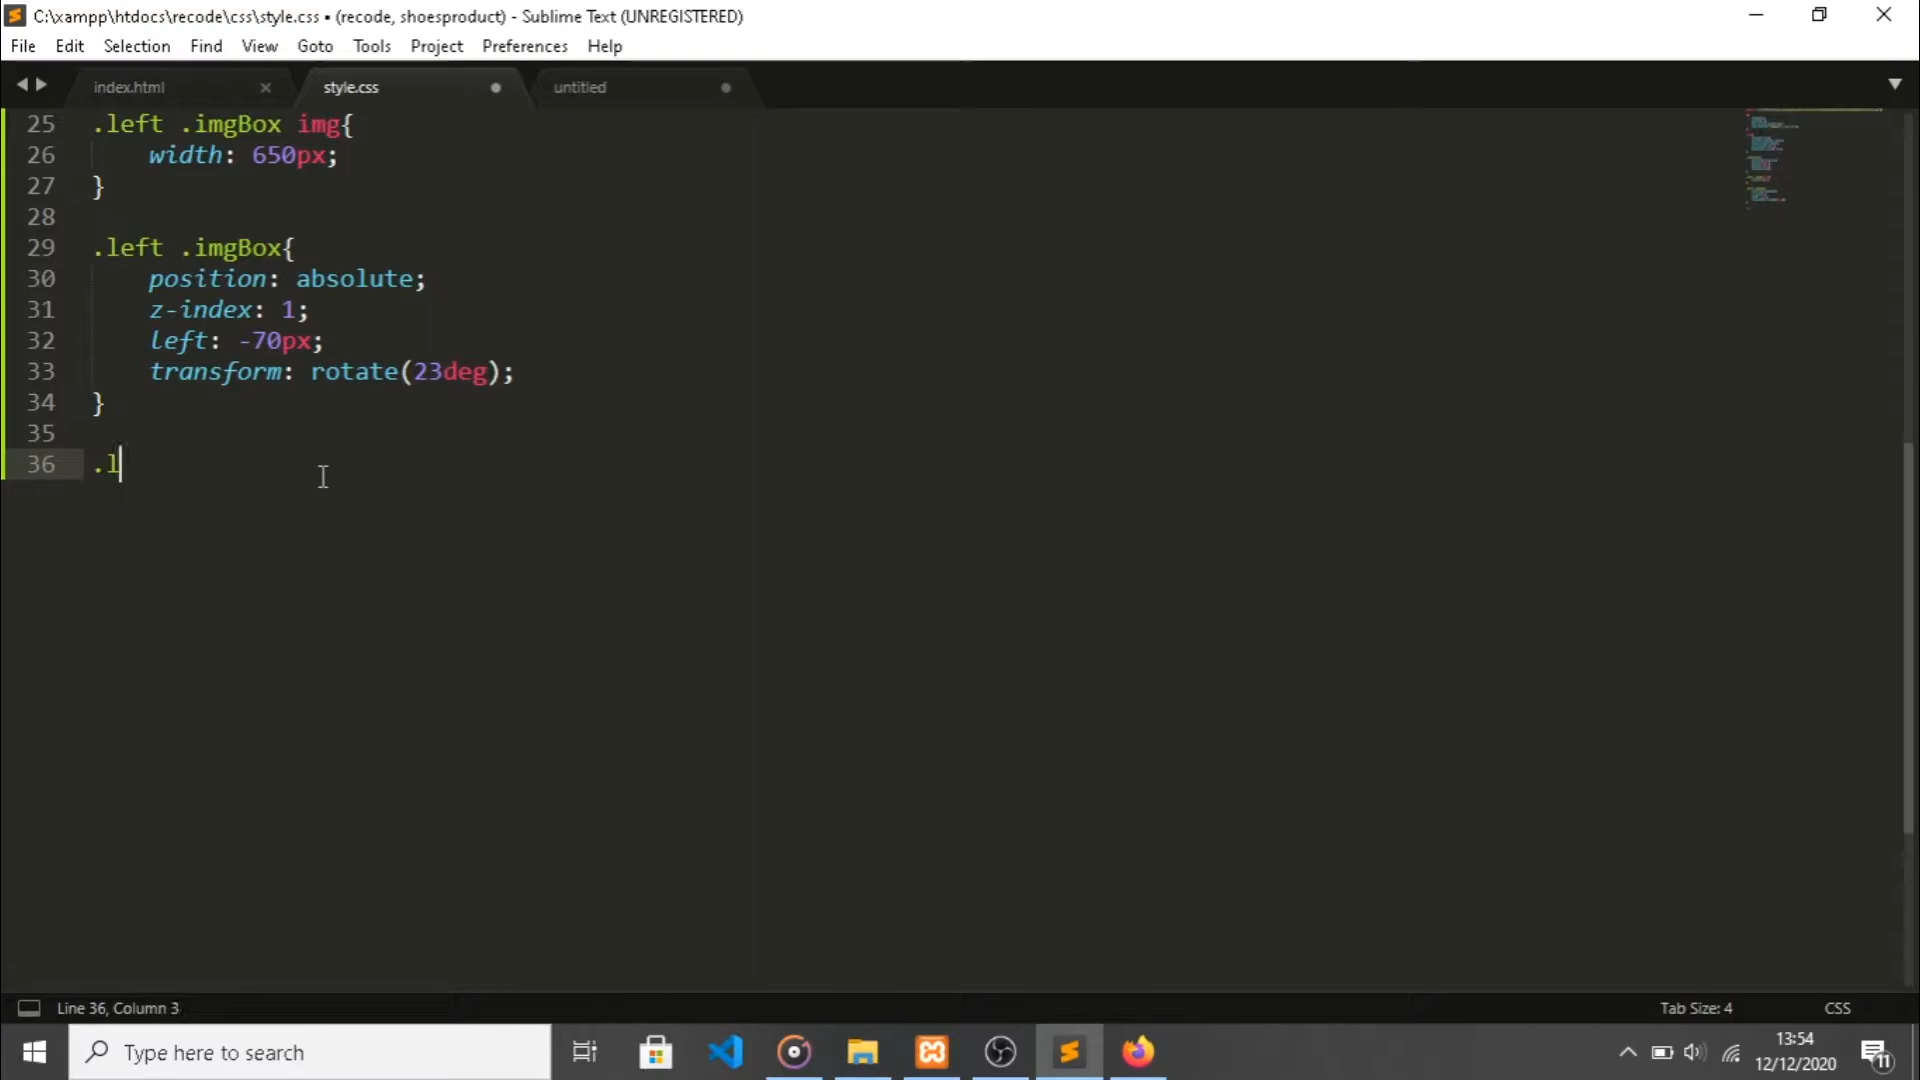 C:\xampp\htdocs\recode\css\style.css • (recode, shoesproduct) - Sublime Text (UNREGISTERED)
File Edit Selection Find View Goto Tools Project Preferences Help
index.html style.css untitled
25 .left .imgBox img{
26 width: 650px;
27 }
28
29 .left .imgBox{
30 position: absolute;
31 z-index: 1;
32 left: -70px;
33 transform: rotate(23deg);
34 }
35
36 .l
Line 36, Column 3 Tab Size: 4 CSS
Type here to search
13:54
12/12/2020
11